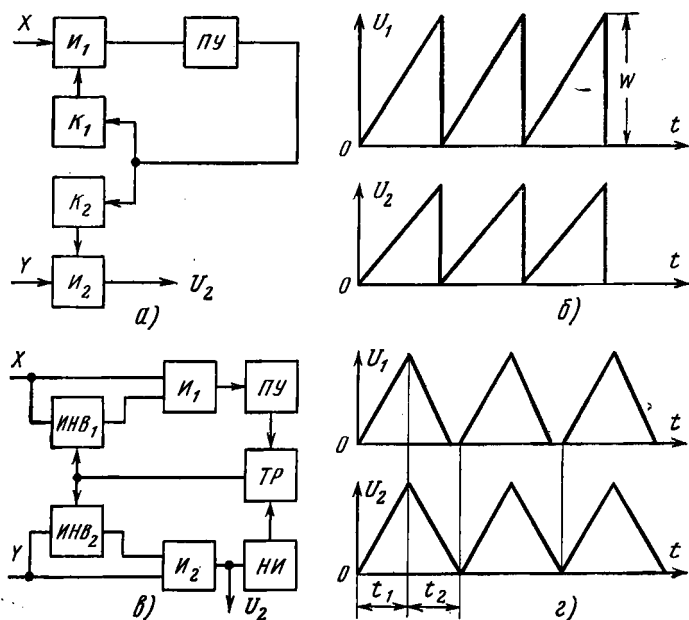 X
И₁
ПУ
К₁
К₂
Y
И₂
U₂
а)
U₁
W
t
0
U₂
t
0
б)
X
И₁
ПУ
ИНВ₁
ТР
ИНВ₂
Y
И₂
НИ
U₂
в)
U₁
t
0
U₂
t
0
t₁
t₂
г)